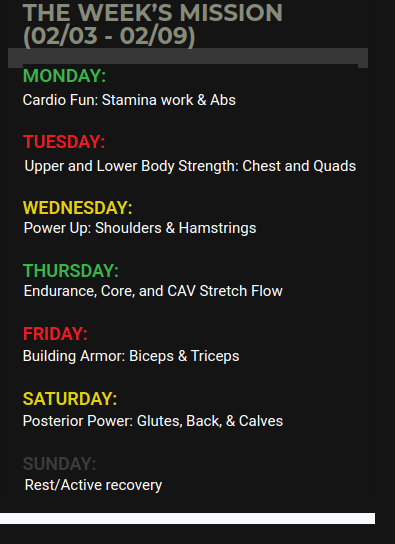 THE WEEK’S MISSION
(02/03 - 02/09)
MONDAY:
Cardio Fun: Stamina work & Abs
TUESDAY:
Upper and Lower Body Strength: Chest and Quads
WEDNESDAY:
Power Up: Shoulders & Hamstrings
THURSDAY:
Endurance, Core, and CAV Stretch Flow
FRIDAY:
Building Armor: Biceps & Triceps
SATURDAY:
Posterior Power: Glutes, Back, & Calves
SUNDAY:
Rest/Active recovery